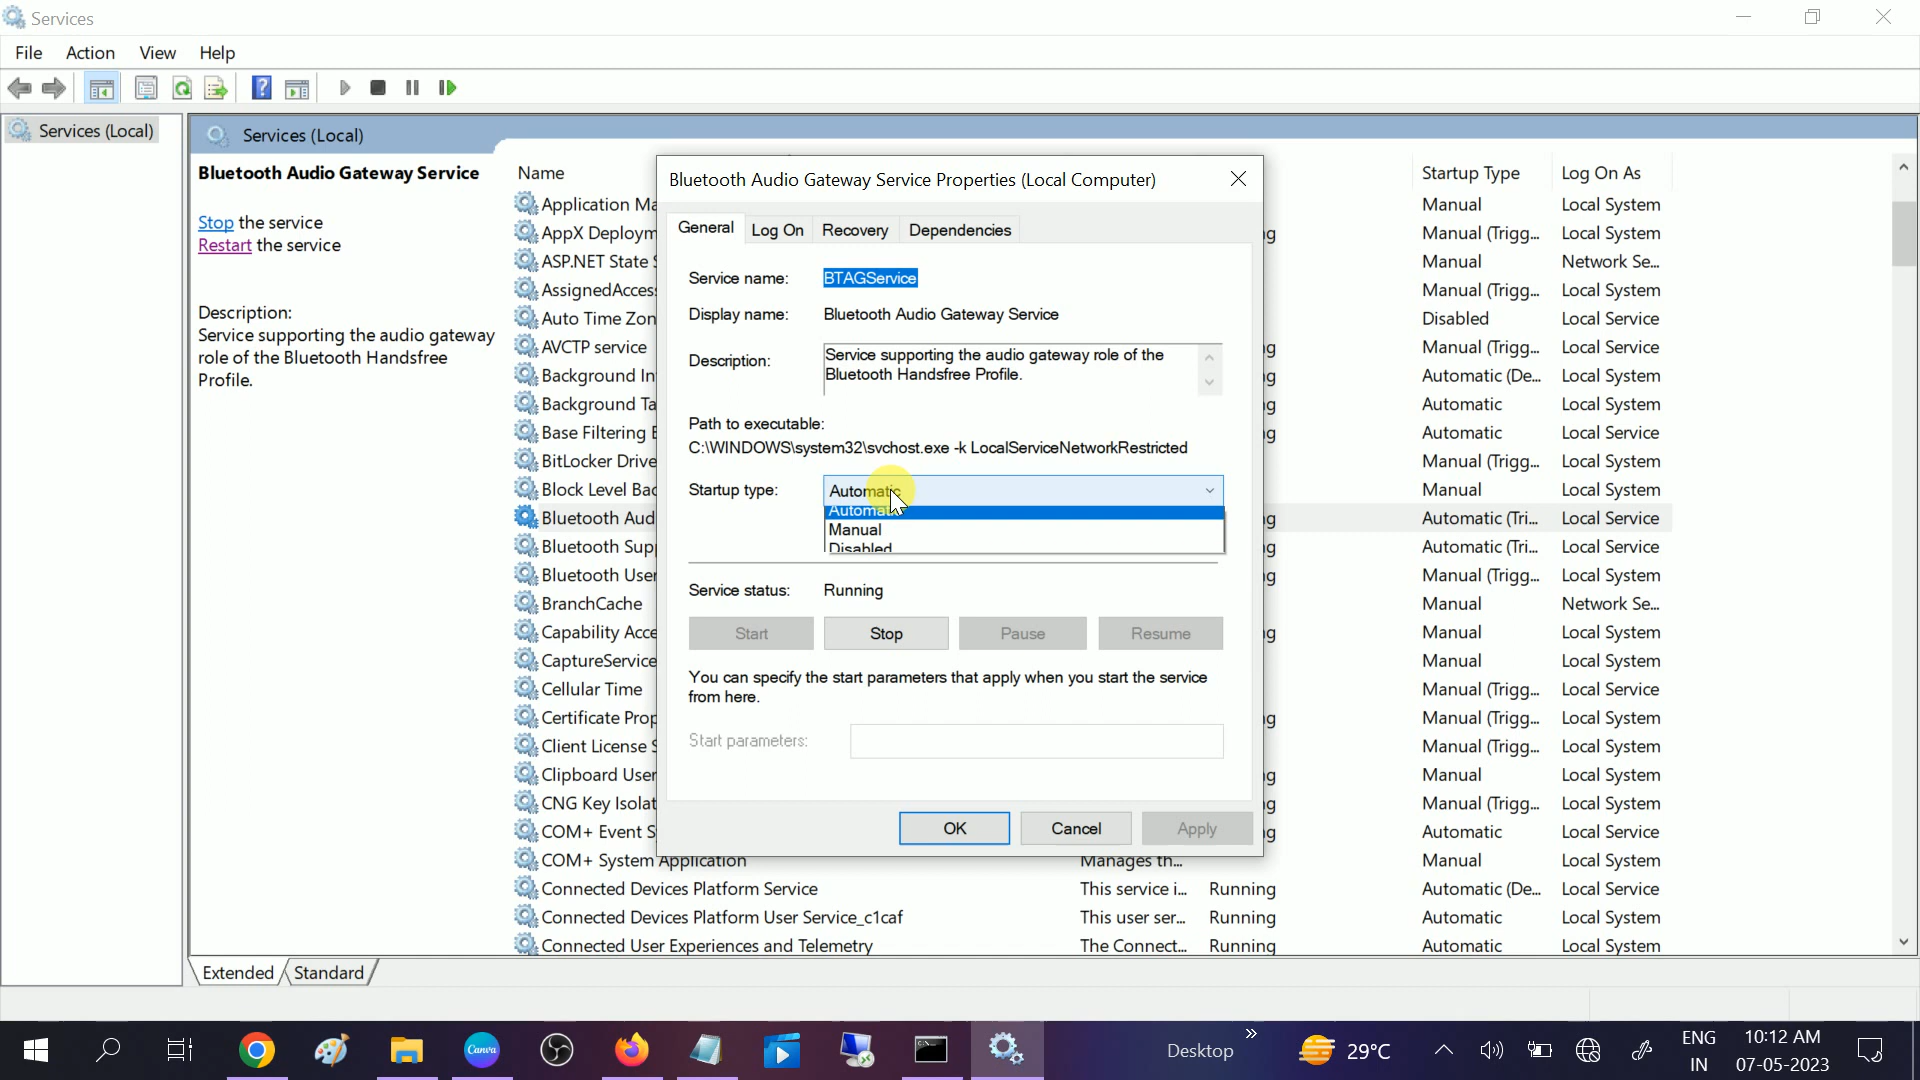 Services
File Action View Help
Services (Local)
Services (Local)
Bluetooth Audio Gateway Service
Stop the service
Restart the service
Description:
Service supporting the audio gateway
role of the Bluetooth Handsfree
Profile.
Name Startup Type Log On As
Application Ma Manual Local System
AppX Deploym g Manual (Trigg... Local System
ASP.NET State S Manual Network Se...
AssignedAccess Manual (Trigg... Local System
Auto Time Zon Disabled Local Service
AVCTP service g Manual (Trigg... Local Service
Background In g Automatic (De... Local System
Background Ta g Automatic Local System
Base Filtering E g Automatic Local Service
BitLocker Drive Manual (Trigg... Local System
Block Level Bac Manual Local System
Bluetooth Aud g Automatic (Tri... Local Service
Bluetooth Supp g Automatic (Tri... Local Service
Bluetooth User g Manual (Trigg... Local System
BranchCache Manual Network Se...
Capability Acce g Manual Local System
CaptureService Manual Local System
Cellular Time Manual (Trigg... Local Service
Certificate Prop g Manual (Trigg... Local System
Client License S Manual (Trigg... Local System
Clipboard User g Manual Local System
CNG Key Isolat g Manual (Trigg... Local System
COM+ Event S g Automatic Local Service
COM+ System Application Manages th... Manual Local System
Connected Devices Platform Service This service i... Running Automatic (De... Local Service
Connected Devices Platform User Service_c1caf This user ser... Running Automatic Local System
Connected User Experiences and Telemetry The Connect... Running Automatic Local System
Bluetooth Audio Gateway Service Properties (Local Computer)
General Log On Recovery Dependencies
Service name: BTAGService
Display name: Bluetooth Audio Gateway Service
Description: Service supporting the audio gateway role of the
Bluetooth Handsfree Profile.
Path to executable:
C:\WINDOWS\system32\svchost.exe -k LocalServiceNetworkRestricted
Startup type: Automatic
Automatic
Manual
Disabled
Service status: Running
Start Stop Pause Resume
You can specify the start parameters that apply when you start the service
from here.
Start parameters:
OK Cancel Apply
Extended Standard
Canva
Desktop » 29°C ENG 10:12 AM
IN 07-05-2023